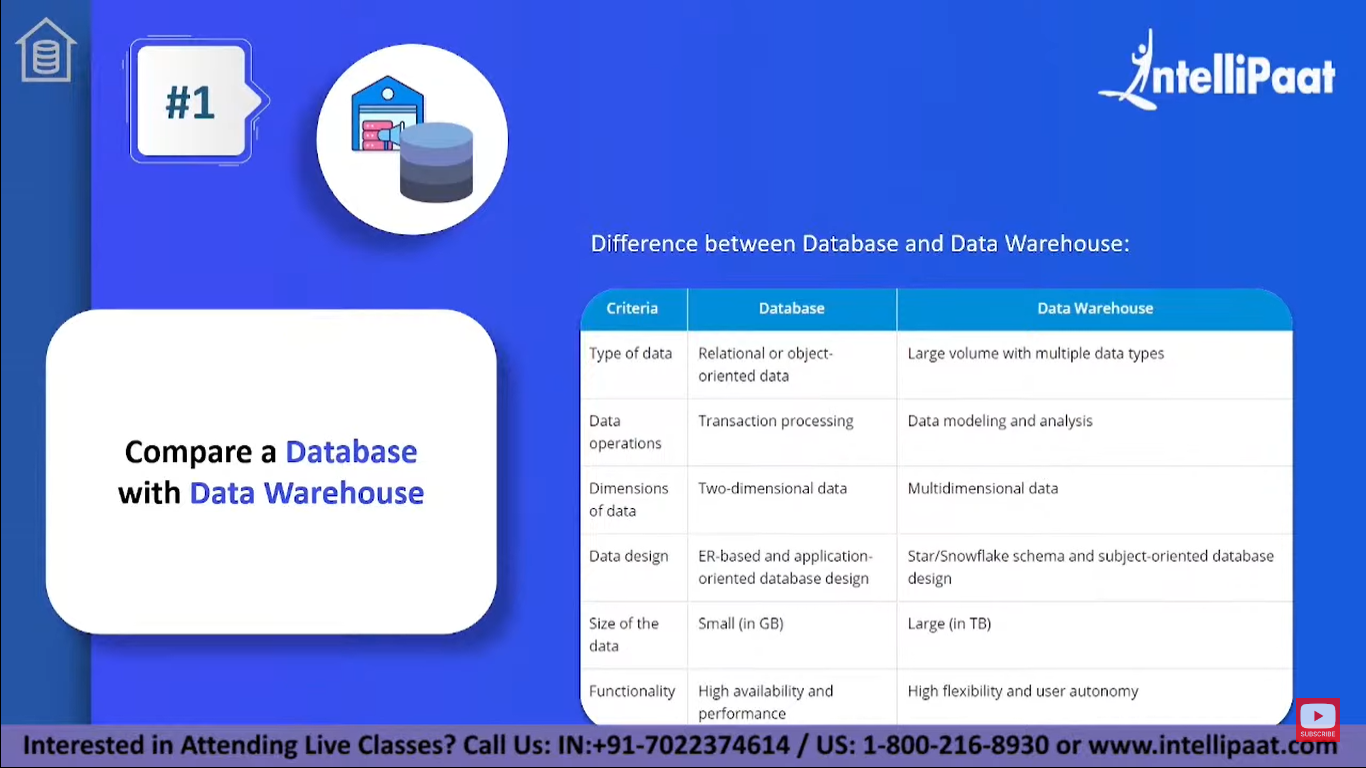 #1
IntelliPaat
Difference between Database and Data Warehouse:
Compare a Database
with Data Warehouse
Criteria Database Data Warehouse
Type of data Relational or object- Large volume with multiple data types
oriented data
Data Transaction processing Data modeling and analysis
operations
Dimensions Two-dimensional data Multidimensional data
of data
Data design ER-based and application- Star/Snowflake schema and subject-oriented database
oriented database design design
Size of the Small (in GB) Large (in TB)
data
Functionality High availability and High flexibility and user autonomy
performance
SUBSCRIBE
Interested in Attending Live Classes? Call Us: IN:+91-7022374614 / US: 1-800-216-8930 or www.intellipaat.com